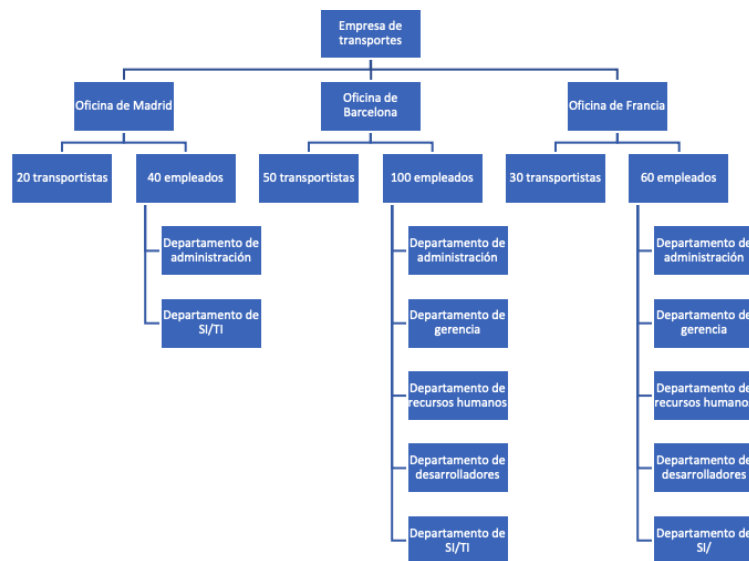 Empresa de
transportes
Oficina de Madrid
Oficina de
Barcelona
Oficina de Francia
20 transportistas
40 empleados
50 transportistas
100 empleados
30 transportistas
60 empleados
Departamento de
administración
Departamento de
SI/TI
Departamento de
administración
Departamento de
gerencia
Departamento de
recursos humanos
Departamento de
desarrolladores
Departamento de
SI/TI
Departamento de
administración
Departamento de
gerencia
Departamento de
recursos humanos
Departamento de
desarrolladores
Departamento de
SI/